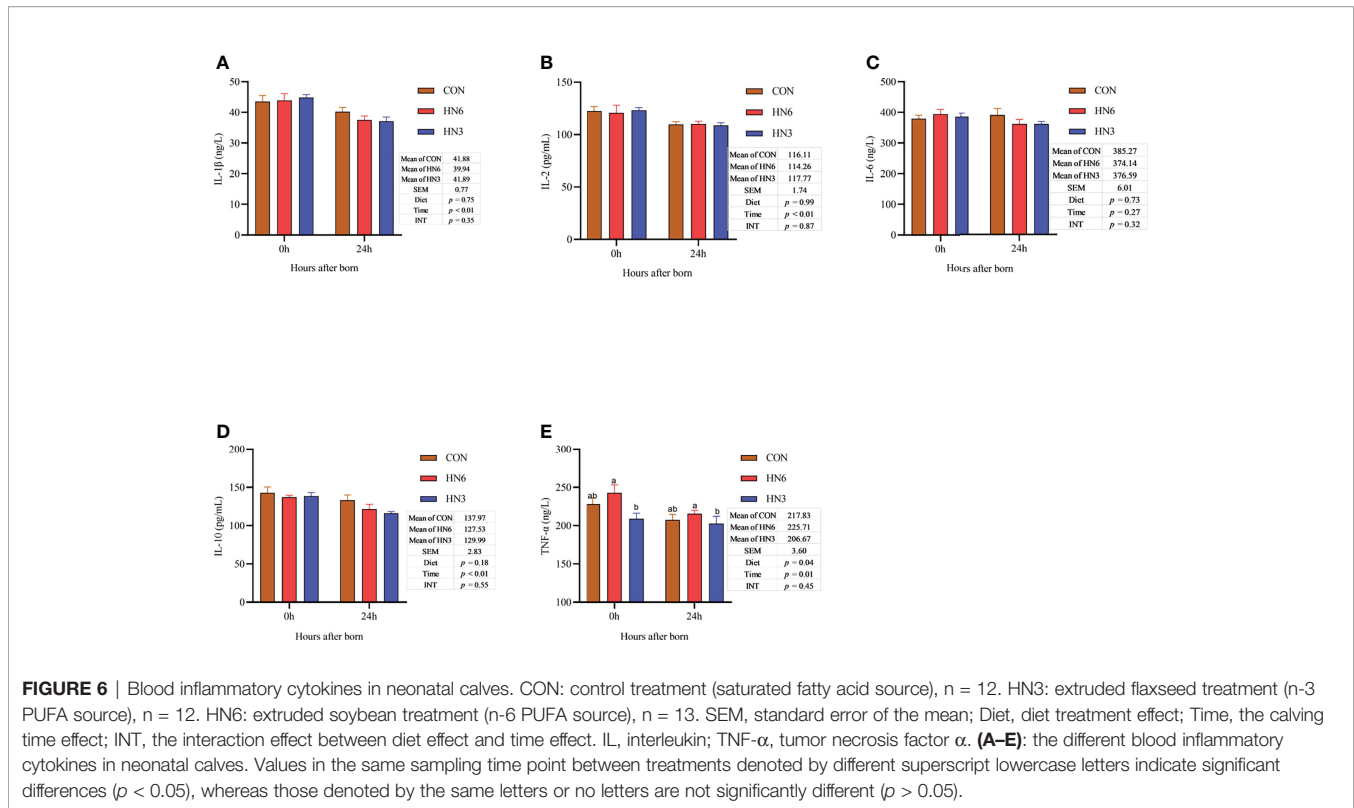 A
50
40
30
20
10
0
IL-1β (ng/L)
0h
24h
Hours after born
CON
HN6
HN3
Mean of CON 41.88
Mean of HN6 39.94
Mean of HN3 41.89
SEM 0.77
Diet p = 0.75
Time p < 0.01
INT p = 0.35
B
150
100
50
0
IL-2 (pg/mL)
0h
24h
Hours after born
CON
HN6
HN3
Mean of CON 116.11
Mean of HN6 114.26
Mean of HN3 117.77
SEM 1.74
Diet p = 0.99
Time p < 0.01
INT p = 0.87
C
500
400
300
200
100
0
IL-6 (ng/L)
0h
24h
Hours after born
CON
HN6
HN3
Mean of CON 385.27
Mean of HN6 374.14
Mean of HN3 376.59
SEM 6.01
Diet p = 0.73
Time p = 0.27
INT p = 0.32
D
200
150
100
50
0
IL-10 (pg/mL)
0h
24h
Hours after born
CON
HN6
HN3
Mean of CON 137.97
Mean of HN6 127.53
Mean of HN3 129.99
SEM 2.83
Diet p = 0.18
Time p < 0.01
INT p = 0.55
E
300
250
200
150
100
TNF-α (ng/L)
ab
a
b
ab
a
b
0h
24h
Hours after born
CON
HN6
HN3
Mean of CON 217.83
Mean of HN6 225.71
Mean of HN3 206.67
SEM 3.60
Diet p = 0.04
Time p = 0.01
INT p = 0.45
FIGURE 6 | Blood inflammatory cytokines in neonatal calves. CON: control treatment (saturated fatty acid source), n = 12. HN3: extruded flaxseed treatment (n-3
PUFA source), n = 12. HN6: extruded soybean treatment (n-6 PUFA source), n = 13. SEM, standard error of the mean; Diet, diet treatment effect; Time, the calving
time effect; INT, the interaction effect between diet effect and time effect. IL, interleukin; TNF-α, tumor necrosis factor α. (A–E): the different blood inflammatory
cytokines in neonatal calves. Values in the same sampling time point between treatments denoted by different superscript lowercase letters indicate significant
differences (p < 0.05), whereas those denoted by the same letters or no letters are not significantly different (p > 0.05).